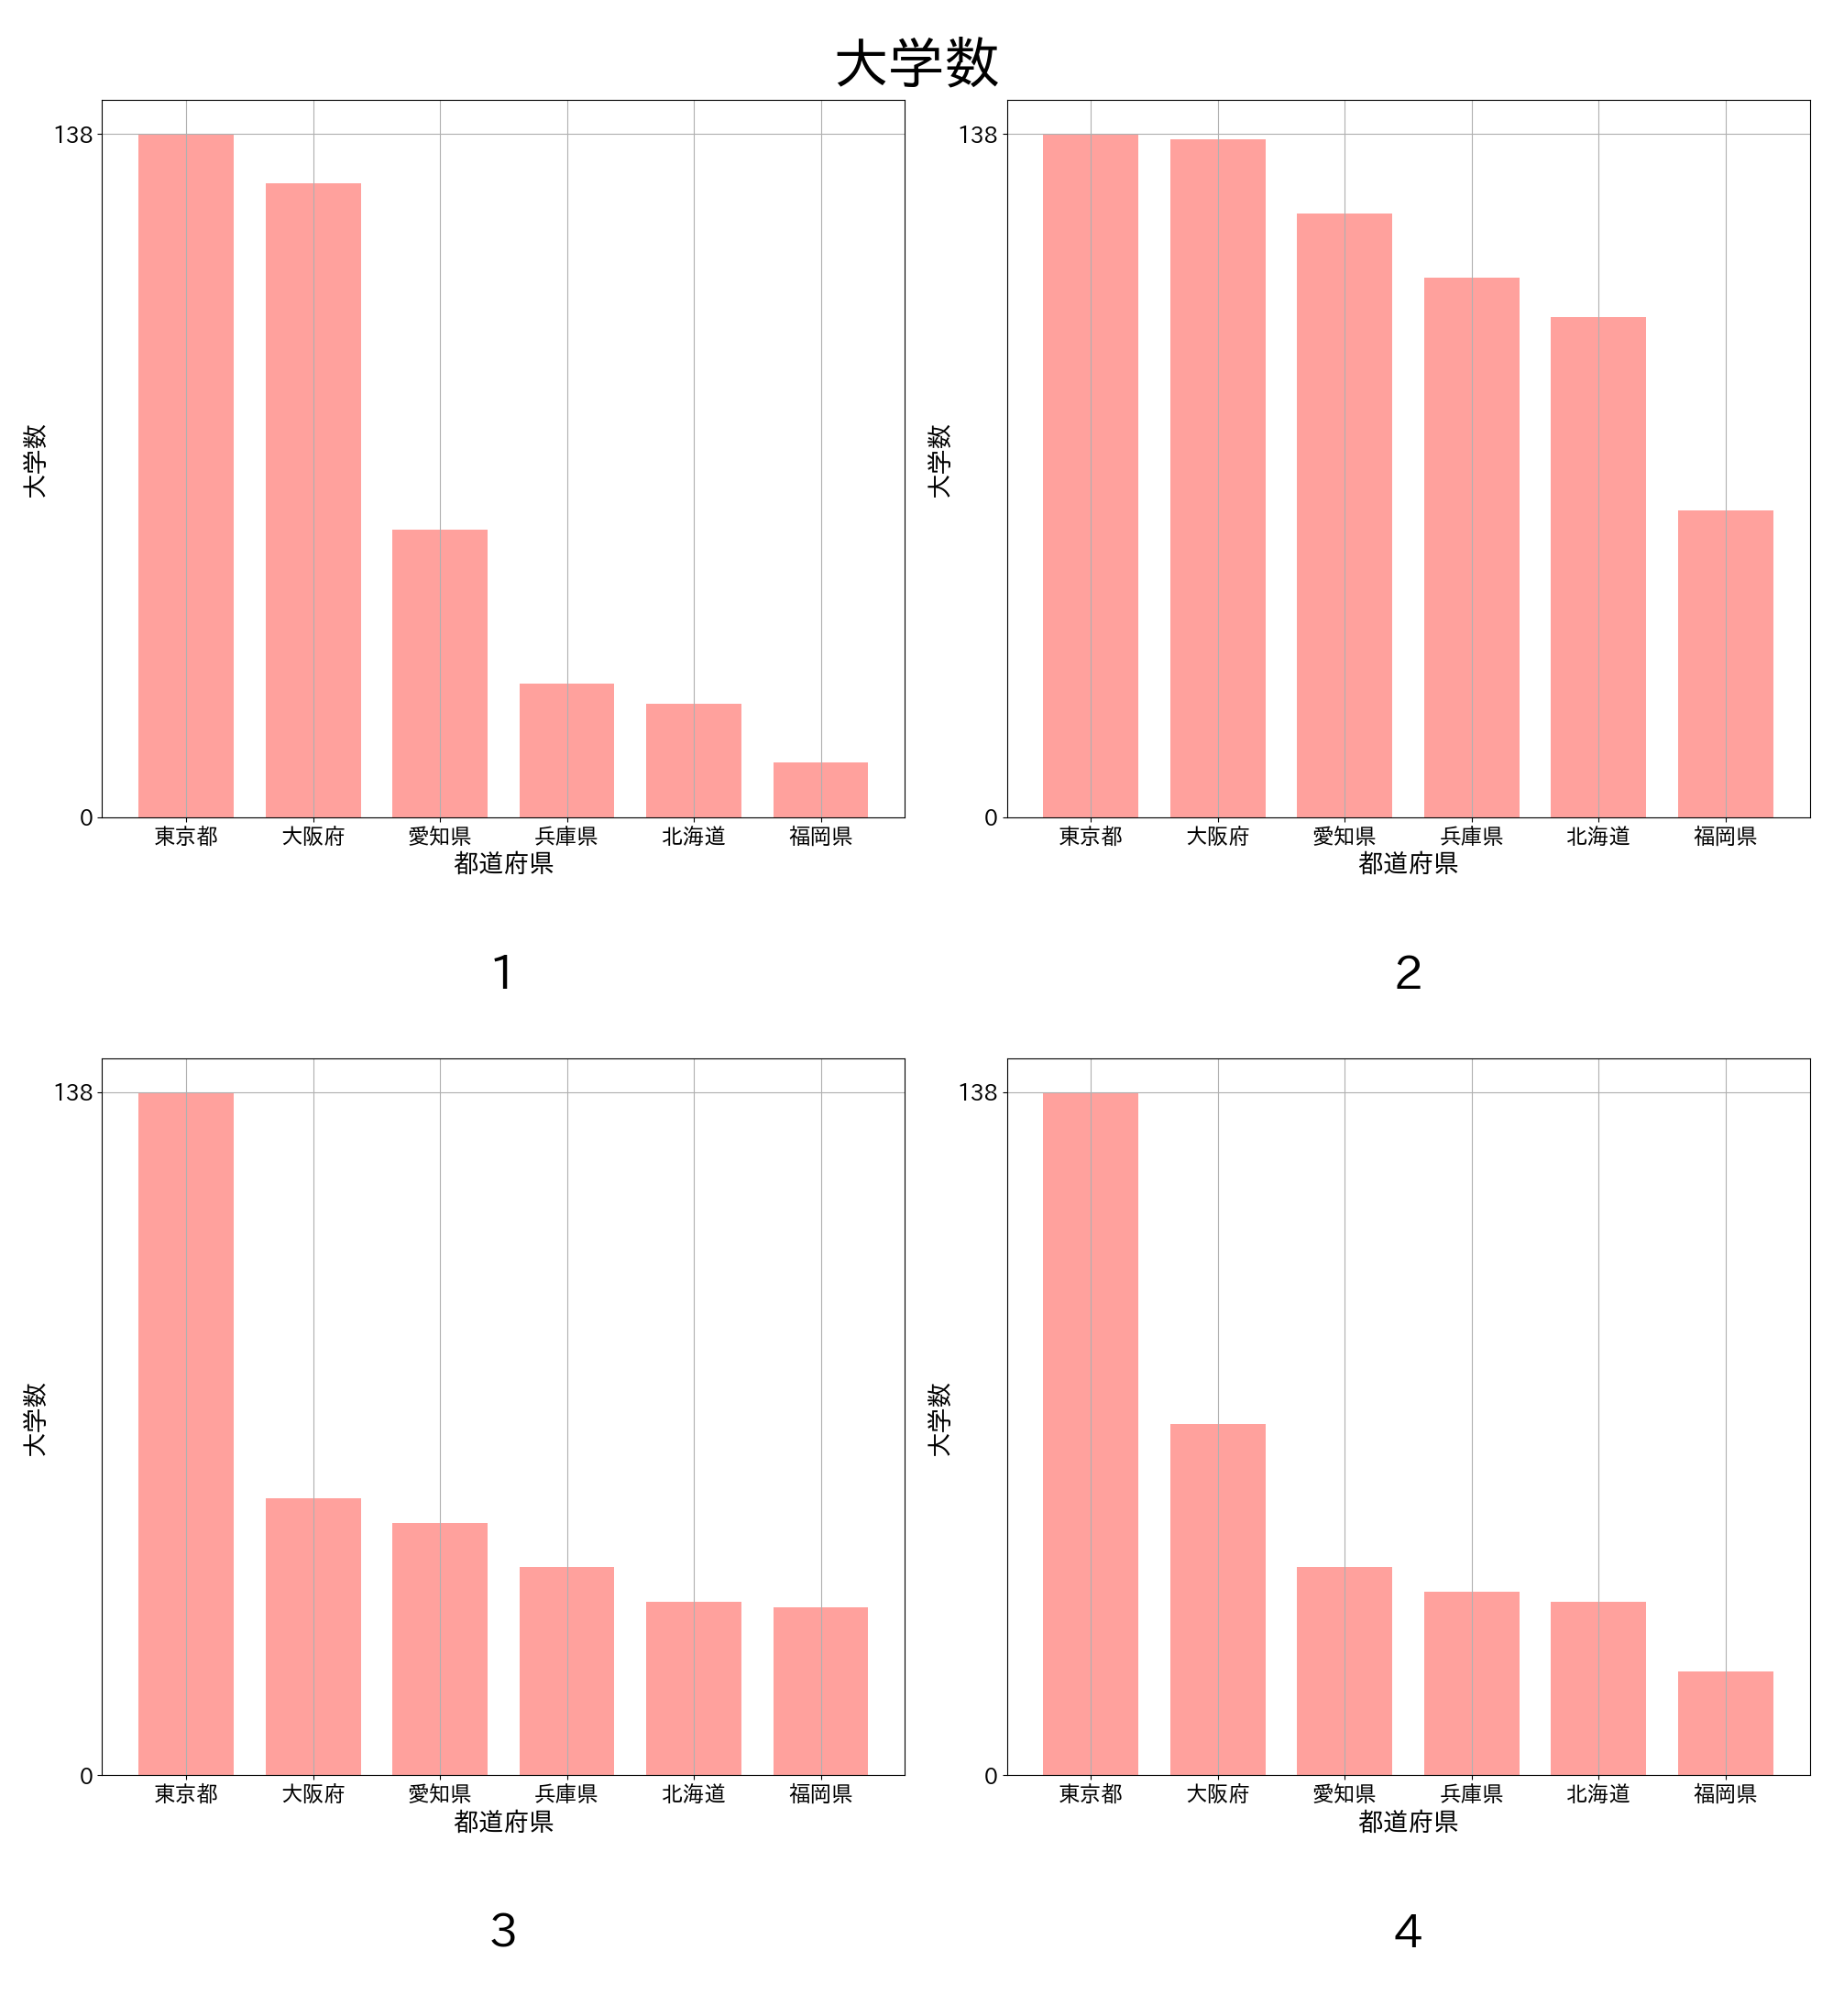 大学数
138
0
大学数
東京都 大阪府 愛知県 兵庫県 北海道 福岡県
都道府県
1
138
0
大学数
東京都 大阪府 愛知県 兵庫県 北海道 福岡県
都道府県
2
138
0
大学数
東京都 大阪府 愛知県 兵庫県 北海道 福岡県
都道府県
3
138
0
大学数
東京都 大阪府 愛知県 兵庫県 北海道 福岡県
都道府県
4